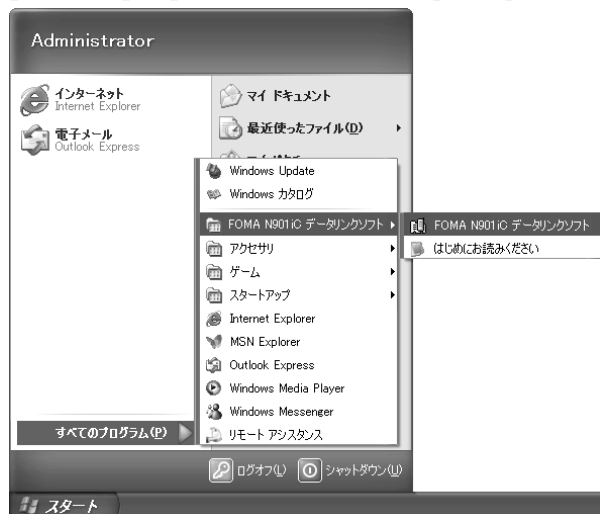 Administrator
インターネット
Internet Explorer
電子メール
Outlook Express
マイ ドキュメント
最近使ったファイル(D)
Windows Update
Windows カタログ
FOMA N901iC データリンクソフト
アクセサリ
ゲーム
スタートアップ
Internet Explorer
MSN Explorer
Outlook Express
Windows Media Player
Windows Messenger
リモート アシスタンス
FOMA N901iC データリンクソフト
はじめにお読みください
すべてのプログラム(P)
ログオフ(L)
シャットダウン(U)
スタート